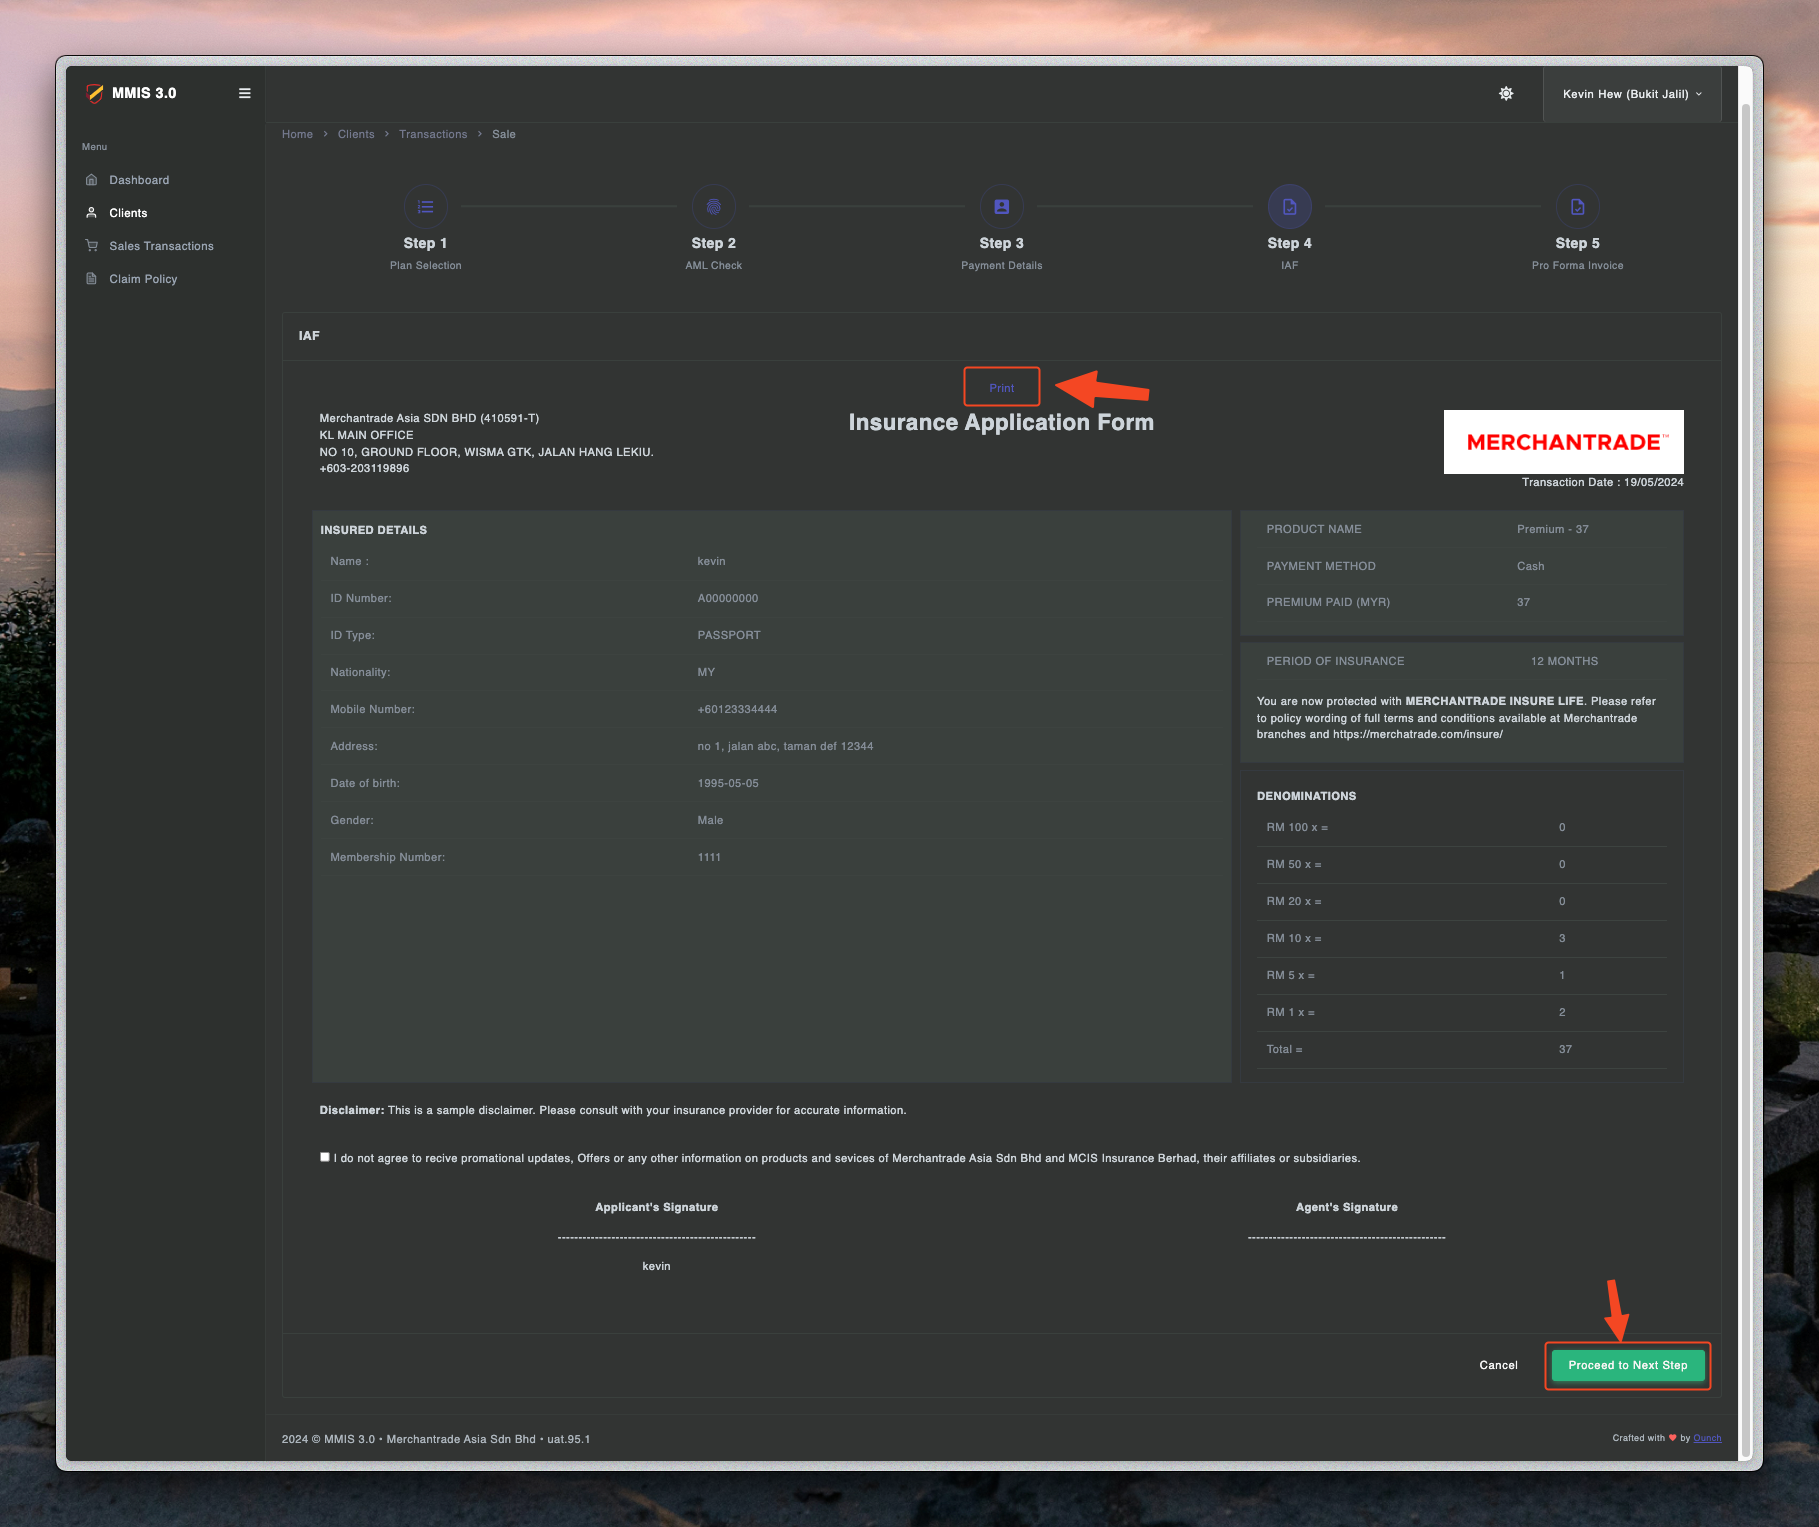 MMIS 3.0
Kevin Hew (Bukit Jalil)
Menu
Dashboard
Clients
Sales Transactions
Claim Policy
Home > Clients > Transactions > Sale
Step 1
Plan Selection
Step 2
AML Check
Step 3
Payment Details
Step 4
IAF
Step 5
Pro Forma Invoice
IAF
Print
Merchantrade Asia SDN BHD (410591-T)
KL MAIN OFFICE
NO 10, GROUND FLOOR, WISMA GTK, JALAN HANG LEKIU.
+603-203119896
Insurance Application Form
MERCHANTRADE™
Transaction Date : 19/05/2024
INSURED DETAILS
Name : kevin
ID Number: A00000000
ID Type: PASSPORT
Nationality: MY
Mobile Number: +60123334444
Address: no 1, jalan abc, taman def 12344
Date of birth: 1995-05-05
Gender: Male
Membership Number: 1111
PRODUCT NAME Premium - 37
PAYMENT METHOD Cash
PREMIUM PAID (MYR) 37
PERIOD OF INSURANCE 12 MONTHS
You are now protected with MERCHANTRADE INSURE LIFE. Please refer
to policy wording of full terms and conditions available at Merchantrade
branches and https://merchatrade.com/insure/
DENOMINATIONS
RM 100 x = 0
RM 50 x = 0
RM 20 x = 0
RM 10 x = 3
RM 5 x = 1
RM 1 x = 2
Total = 37
Disclaimer: This is a sample disclaimer. Please consult with your insurance provider for accurate information.
I do not agree to recive promational updates, Offers or any other information on products and sevices of Merchantrade Asia Sdn Bhd and MCIS Insurance Berhad, their affiliates or subsidiaries.
Applicant's Signature
------------------------------------------------
kevin
Agent's Signature
------------------------------------------------
Cancel
Proceed to Next Step
2024 © MMIS 3.0 • Merchantrade Asia Sdn Bhd • uat.95.1
Crafted with ♥ by Ounch